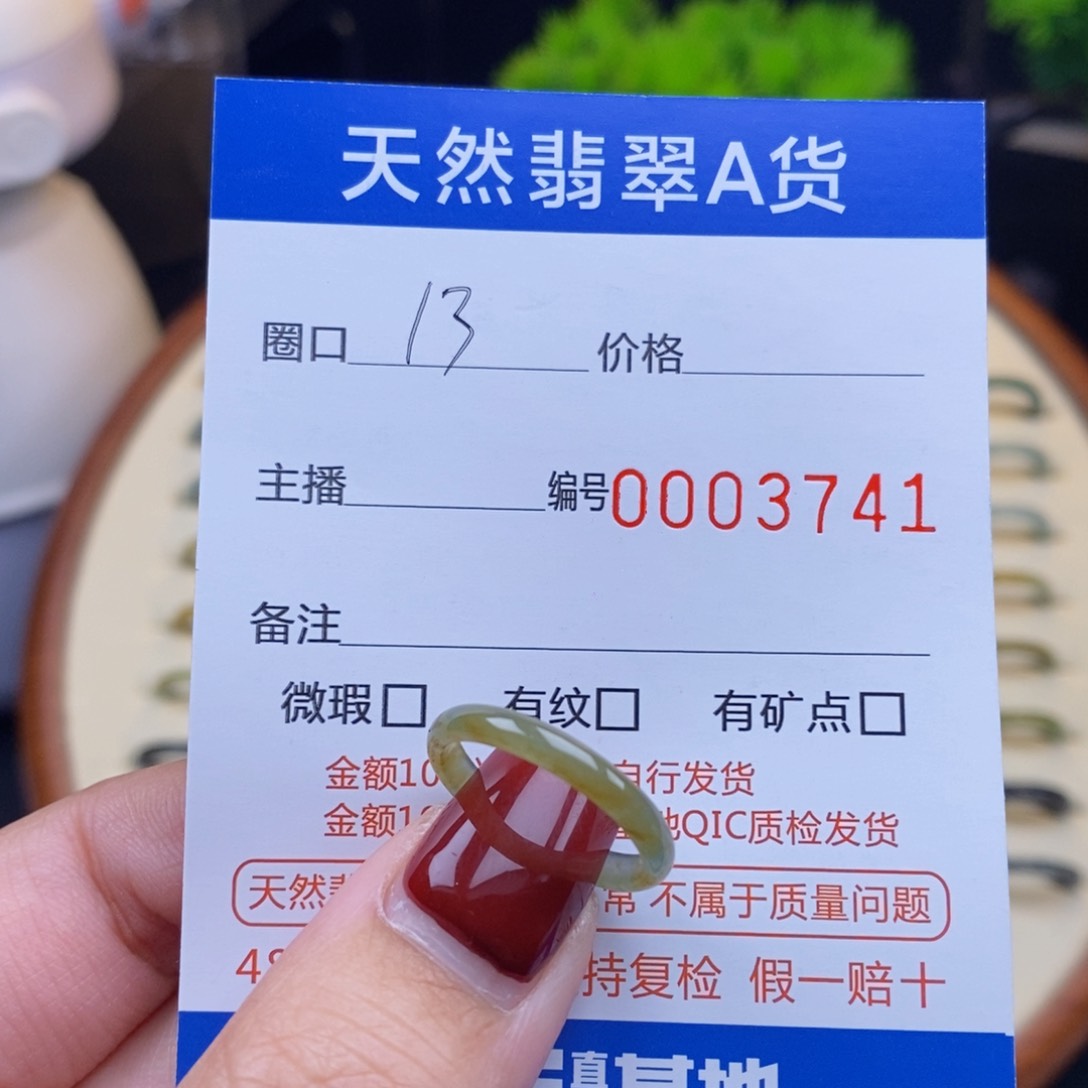 天然翡翠A货
圈口 13 价格
主播 编号0003741
备注
微瑕□ 有纹□ 有矿点□
金额10 自行发货
金额10 QIC质检发货
天然 常 不属于质量问题
持复检 假一赔十
基地